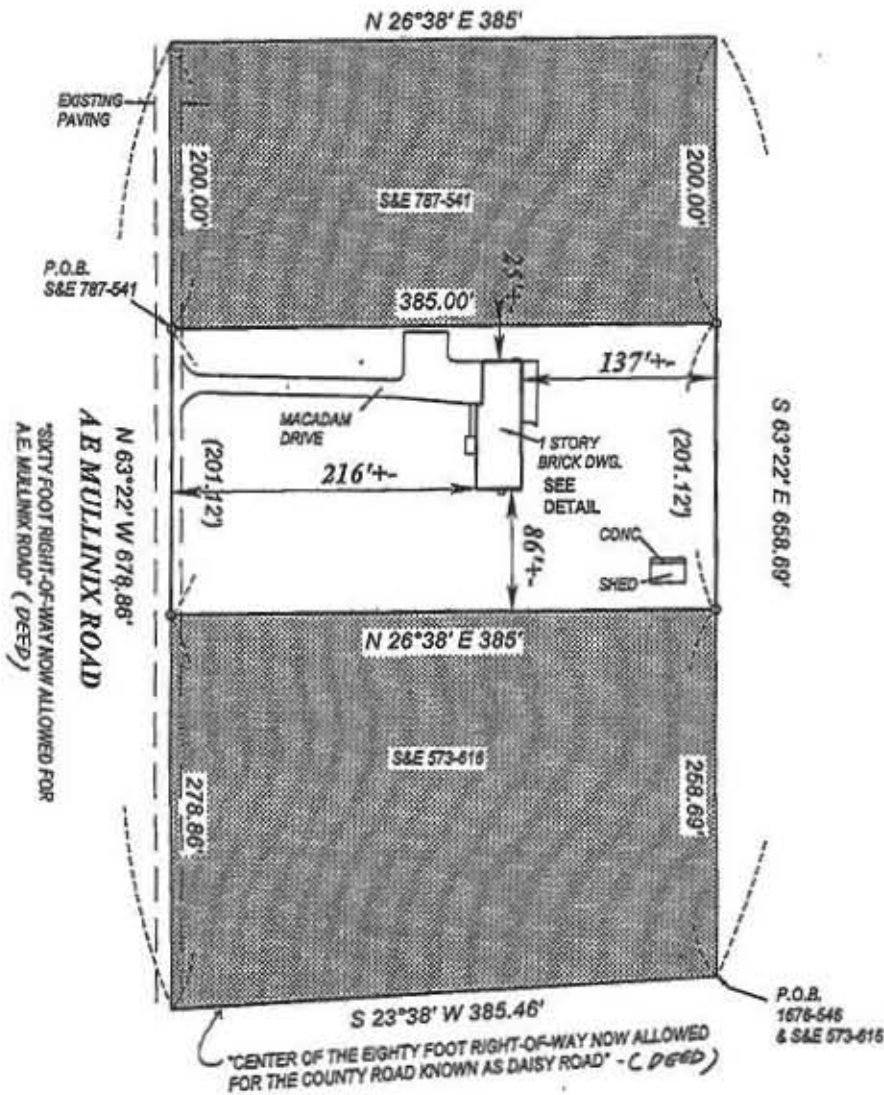 N 26°38' E 385'
EXISTING
PAVING
200.00'
200.00'
S&E 787-541
P.O.B.
S&E 787-541
385.00'
25'+-
137'+-
MACADAM
DRIVE
1 STORY
BRICK DWG.
SEE
DETAIL
216'+-
86'+-
(201.12')
(201.12')
CONC
SHED
N 63°22' W 678.86'
A E MULLINIX ROAD
"SIXTY FOOT RIGHT-OF-WAY NOW ALLOWED FOR
A.E. MULLINIX ROAD" (DEED)
S 63°22' E 658.69'
N 26°38' E 385'
S&E 573-616
278.86'
258.69'
S 23°38' W 385.46'
P.O.B.
1676-546
& S&E 573-616
"CENTER OF THE EIGHTY FOOT RIGHT-OF-WAY NOW ALLOWED
FOR THE COUNTY ROAD KNOWN AS DAISY ROAD" - (DEED)